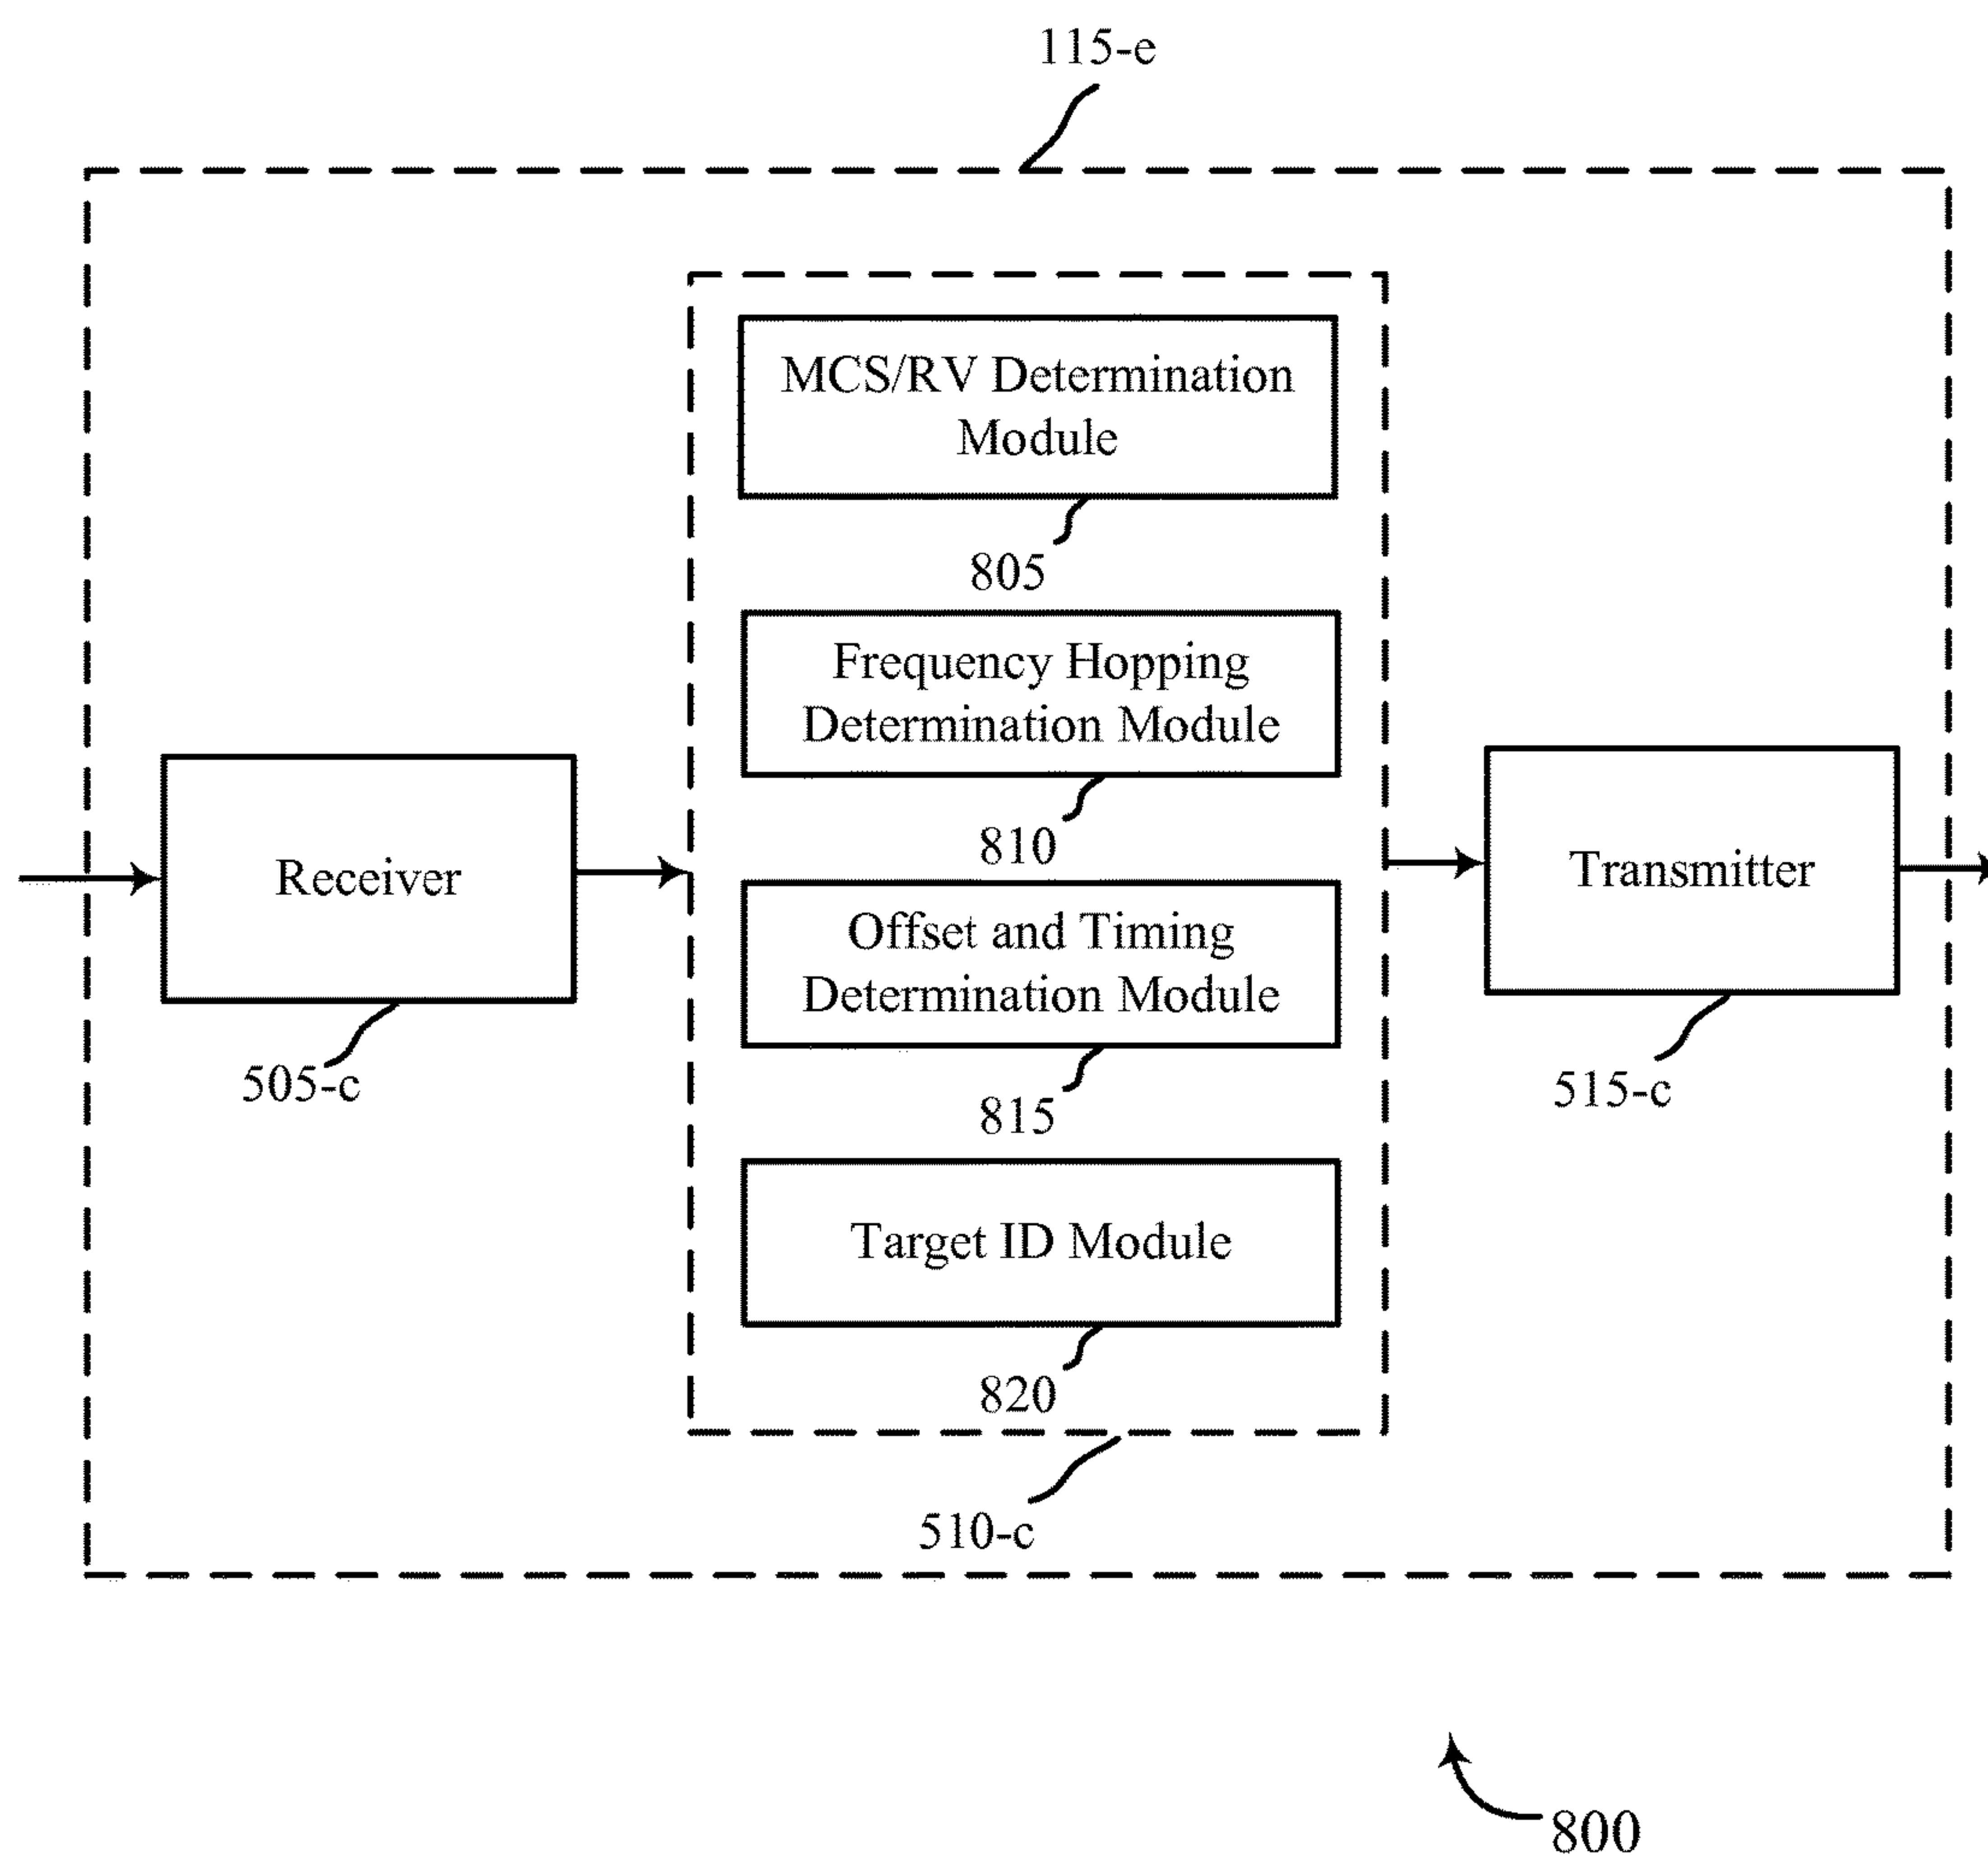 115-e
MCS/RV Determination
Module
805
Frequency Hopping
Determination Module
810
Receiver
505-c
Offset and Timing
Determination Module
815
Transmitter
515-c
Target ID Module
820
510-c
800